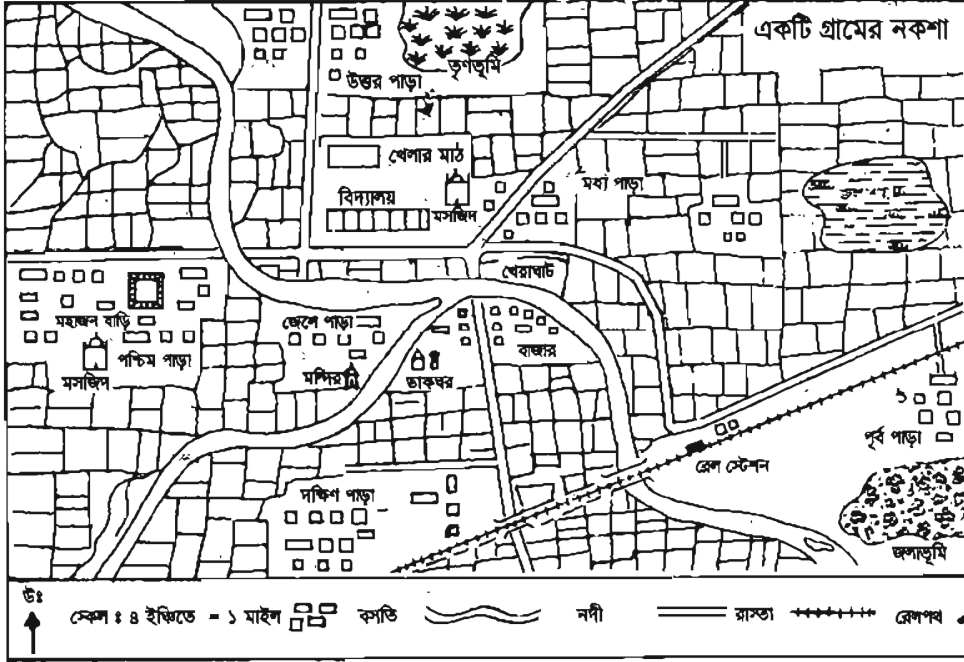 একটি গ্রামের নকশা
তৃণভূমি
উত্তর পাড়া
খেলার মাঠ
বিদ্যালয়
মসজিদ
মধ্য পাড়া
খেয়াঘাট
মহাজন বাড়ি
জেলে পাড়া
বাজার
পশ্চিম পাড়া
মসজিদ
মন্দির
ডাকঘর
পূর্ব পাড়া
রেল স্টেশন
দক্ষিণ পাড়া
জলাভূমি
উঃ
স্কেল : ৪ ইঞ্চিতে = ১ মাইল বসতি নদী রাস্তা রেলপথ